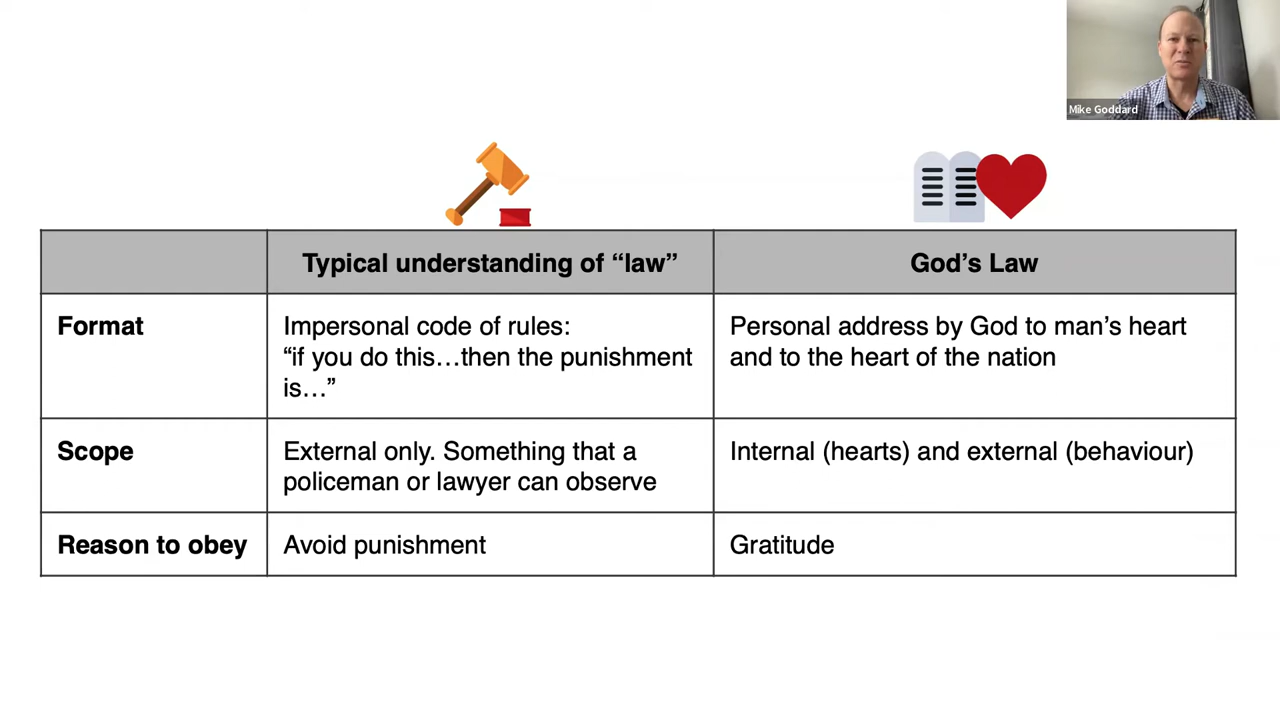 Mike Goddard
Typical understanding of “law”
God’s Law
Format
Impersonal code of rules:
“if you do this…then the punishment
is…”
Personal address by God to man’s heart
and to the heart of the nation
Scope
External only. Something that a
policeman or lawyer can observe
Internal (hearts) and external (behaviour)
Reason to obey
Avoid punishment
Gratitude